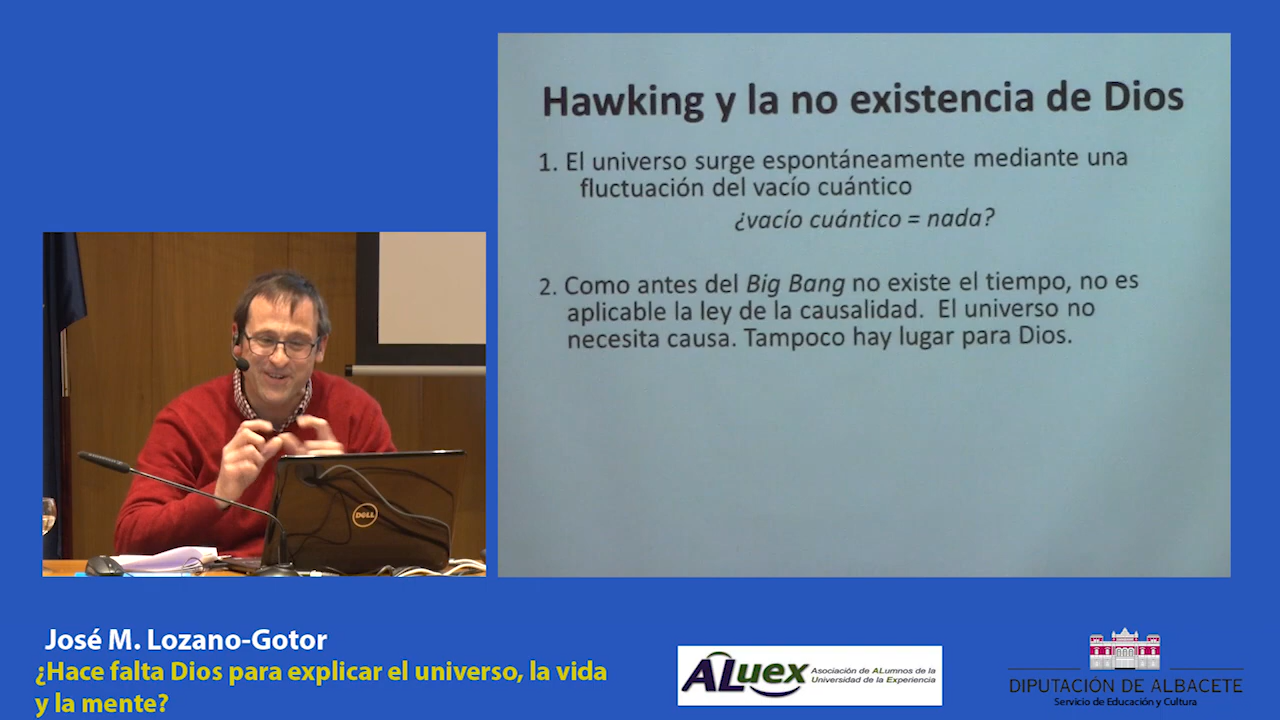 Hawking y la no existencia de Dios
1. El universo surge espontáneamente mediante una
fluctuación del vacío cuántico
¿vacío cuántico = nada?
2. Como antes del Big Bang no existe el tiempo, no es
aplicable la ley de la causalidad. El universo no
necesita causa. Tampoco hay lugar para Dios.
DELL
José M. Lozano-Gotor
¿Hace falta Dios para explicar el universo, la vida
y la mente?
ALuex
Asociación de ALumnos de la
Universidad de la Experiencia
DIPUTACIÓN DE ALBACETE
Servicio de Educación y Cultura